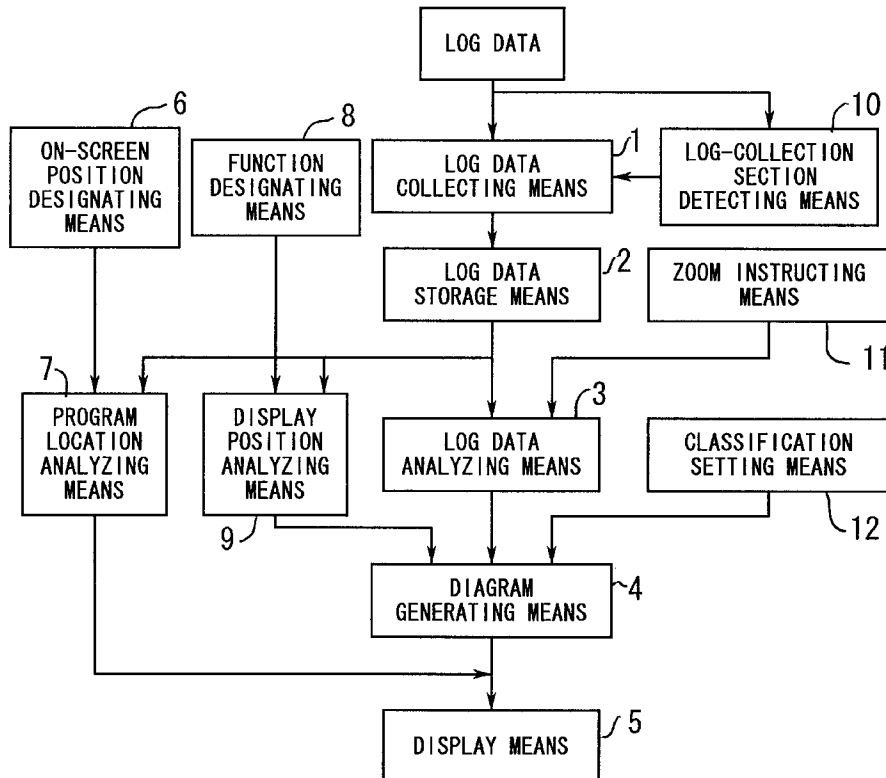 LOG DATA
6
8
1
10
ON-SCREEN
POSITION
DESIGNATING
MEANS
FUNCTION
DESIGNATING
MEANS
LOG DATA
COLLECTING MEANS
LOG-COLLECTION
SECTION
DETECTING MEANS
2
LOG DATA
STORAGE MEANS
ZOOM INSTRUCTING
MEANS
11
7
3
PROGRAM
LOCATION
ANALYZING
MEANS
DISPLAY
POSITION
ANALYZING
MEANS
LOG DATA
ANALYZING MEANS
CLASSIFICATION
SETTING MEANS
9
12
DIAGRAM
GENERATING MEANS
4
DISPLAY MEANS
5